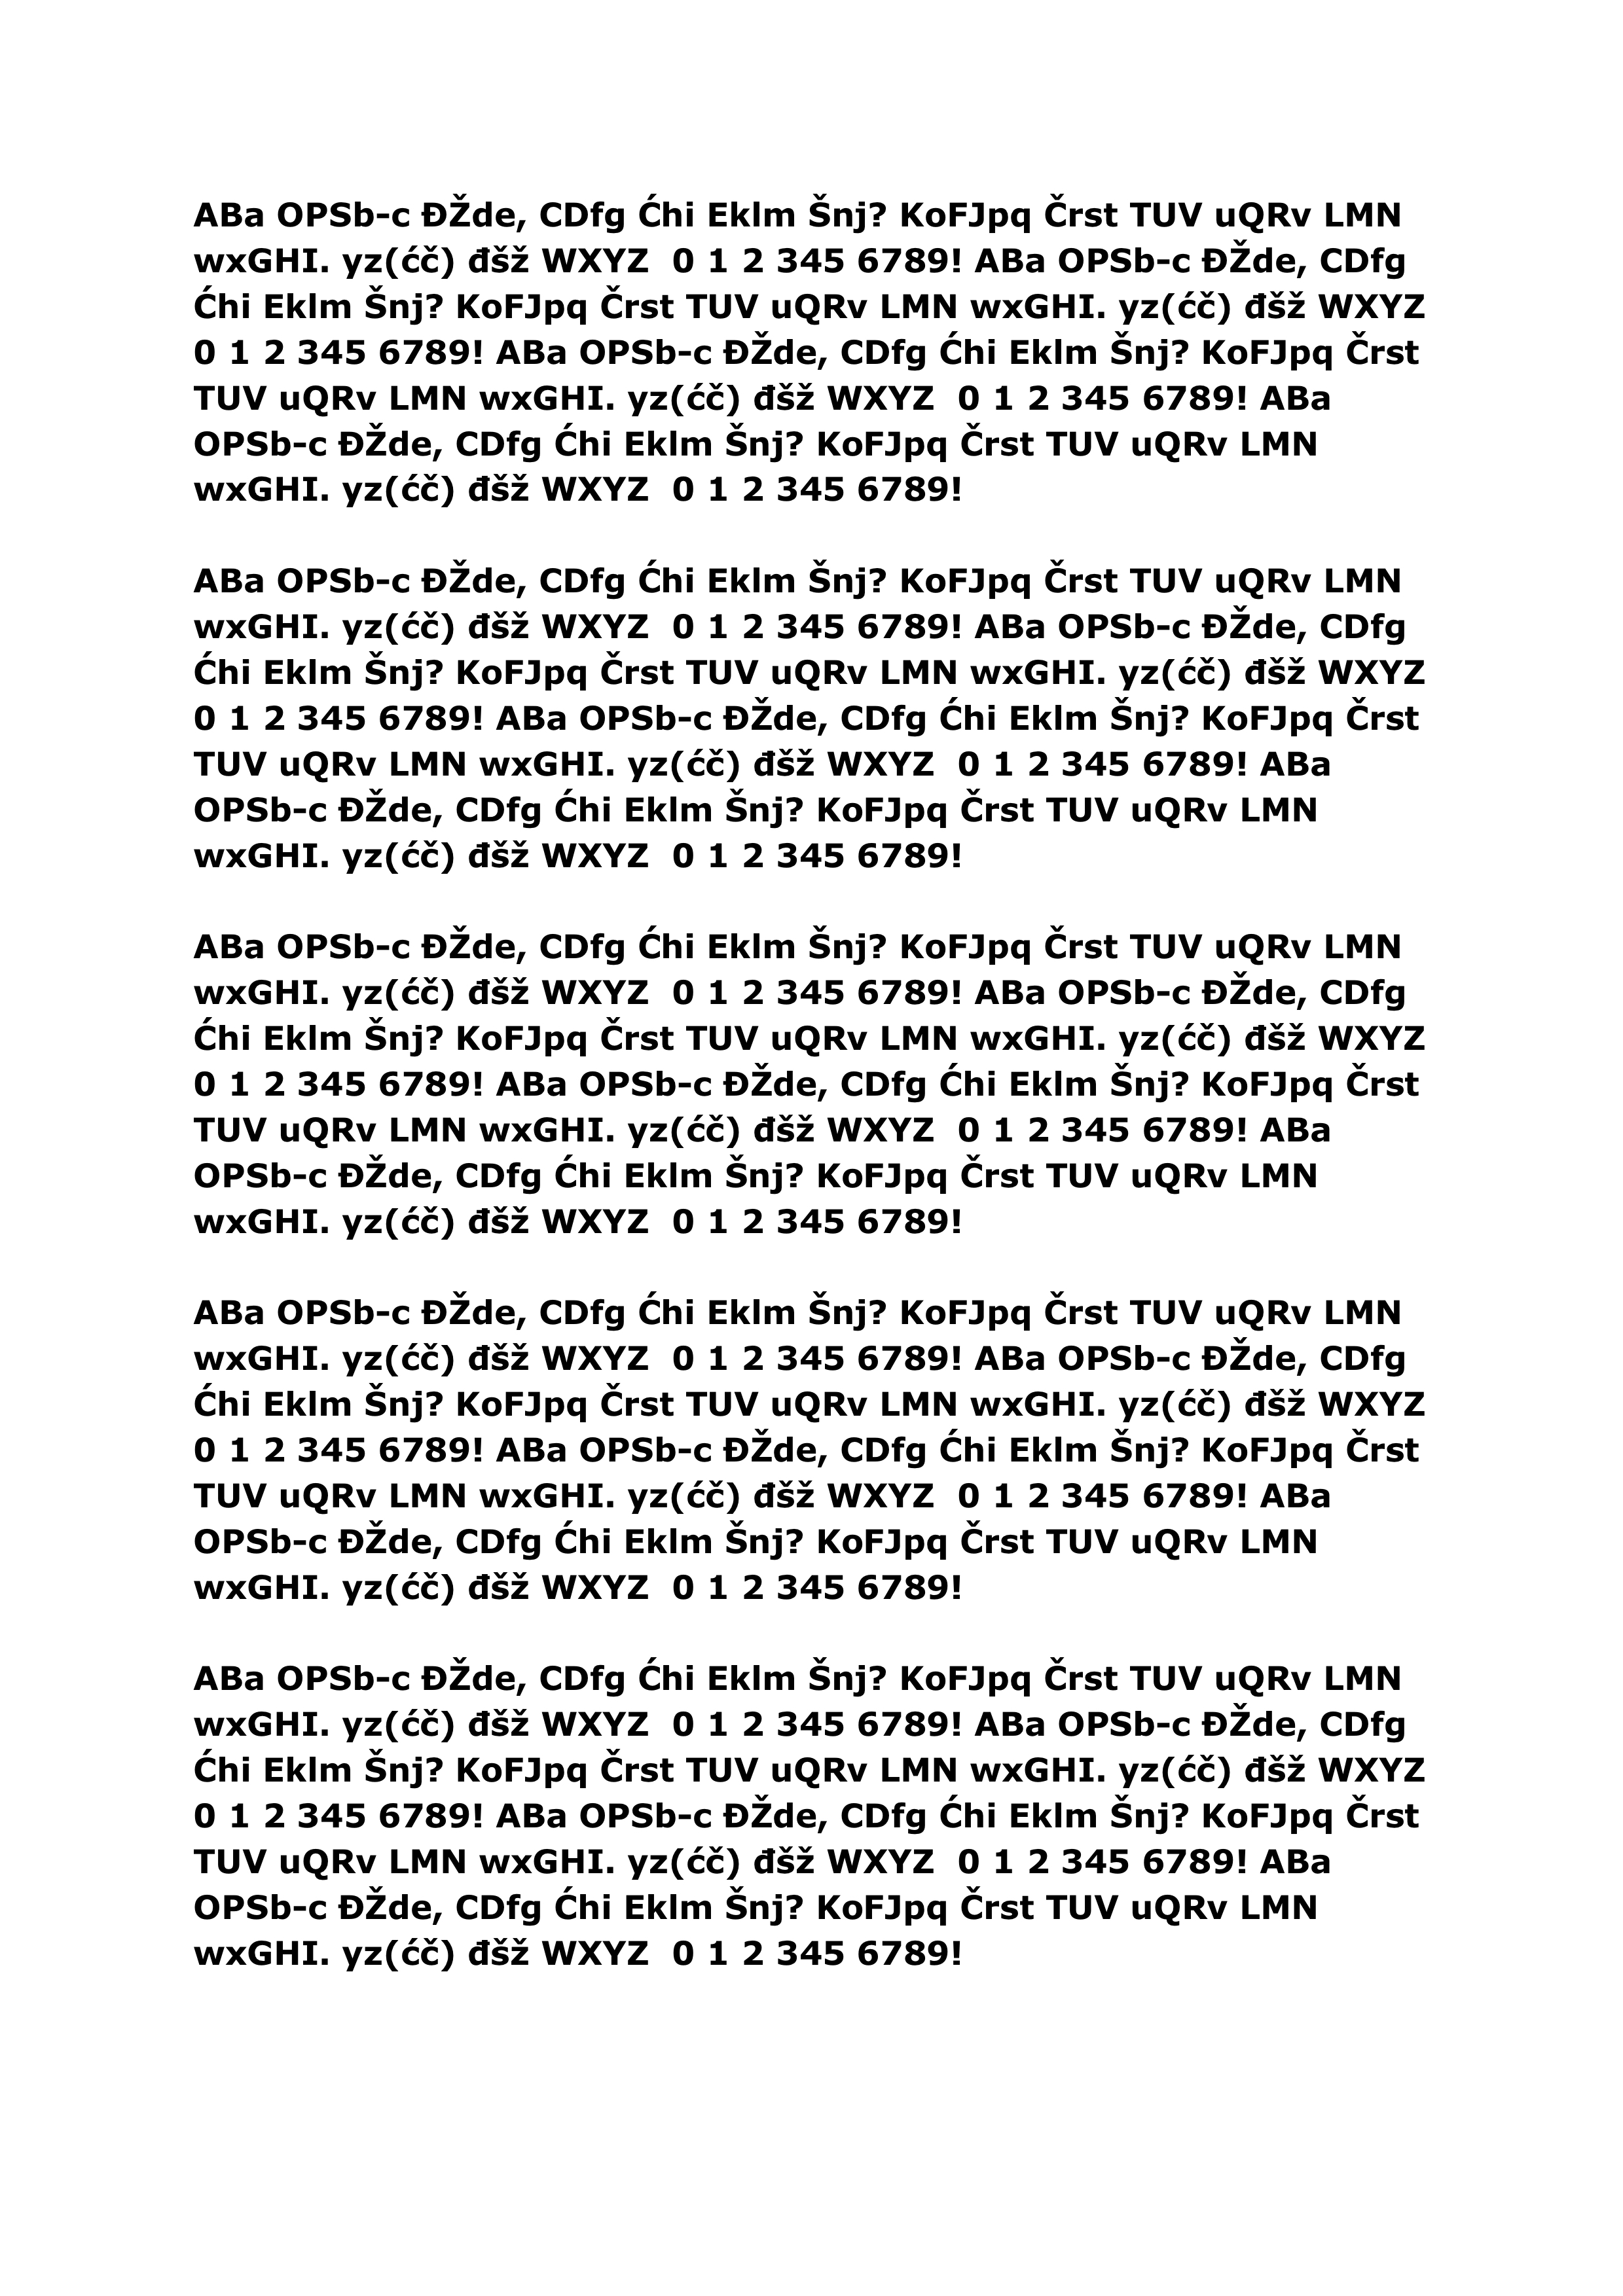 ABa OPSb-c ĐŽde, CDfg Ćhi Eklm Šnj? KoFJpq Črst TUV uQRv LMN
wxGHI. yz(ćč) đšž WXYZ  0 1 2 345 6789! ABa OPSb-c ĐŽde, CDfg
Ćhi Eklm Šnj? KoFJpq Črst TUV uQRv LMN wxGHI. yz(ćč) đšž WXYZ
0 1 2 345 6789! ABa OPSb-c ĐŽde, CDfg Ćhi Eklm Šnj? KoFJpq Črst
TUV uQRv LMN wxGHI. yz(ćč) đšž WXYZ  0 1 2 345 6789! ABa
OPSb-c ĐŽde, CDfg Ćhi Eklm Šnj? KoFJpq Črst TUV uQRv LMN
wxGHI. yz(ćč) đšž WXYZ  0 1 2 345 6789!

ABa OPSb-c ĐŽde, CDfg Ćhi Eklm Šnj? KoFJpq Črst TUV uQRv LMN
wxGHI. yz(ćč) đšž WXYZ  0 1 2 345 6789! ABa OPSb-c ĐŽde, CDfg
Ćhi Eklm Šnj? KoFJpq Črst TUV uQRv LMN wxGHI. yz(ćč) đšž WXYZ
0 1 2 345 6789! ABa OPSb-c ĐŽde, CDfg Ćhi Eklm Šnj? KoFJpq Črst
TUV uQRv LMN wxGHI. yz(ćč) đšž WXYZ  0 1 2 345 6789! ABa
OPSb-c ĐŽde, CDfg Ćhi Eklm Šnj? KoFJpq Črst TUV uQRv LMN
wxGHI. yz(ćč) đšž WXYZ  0 1 2 345 6789!

ABa OPSb-c ĐŽde, CDfg Ćhi Eklm Šnj? KoFJpq Črst TUV uQRv LMN
wxGHI. yz(ćč) đšž WXYZ  0 1 2 345 6789! ABa OPSb-c ĐŽde, CDfg
Ćhi Eklm Šnj? KoFJpq Črst TUV uQRv LMN wxGHI. yz(ćč) đšž WXYZ
0 1 2 345 6789! ABa OPSb-c ĐŽde, CDfg Ćhi Eklm Šnj? KoFJpq Črst
TUV uQRv LMN wxGHI. yz(ćč) đšž WXYZ  0 1 2 345 6789! ABa
OPSb-c ĐŽde, CDfg Ćhi Eklm Šnj? KoFJpq Črst TUV uQRv LMN
wxGHI. yz(ćč) đšž WXYZ  0 1 2 345 6789!

ABa OPSb-c ĐŽde, CDfg Ćhi Eklm Šnj? KoFJpq Črst TUV uQRv LMN
wxGHI. yz(ćč) đšž WXYZ  0 1 2 345 6789! ABa OPSb-c ĐŽde, CDfg
Ćhi Eklm Šnj? KoFJpq Črst TUV uQRv LMN wxGHI. yz(ćč) đšž WXYZ
0 1 2 345 6789! ABa OPSb-c ĐŽde, CDfg Ćhi Eklm Šnj? KoFJpq Črst
TUV uQRv LMN wxGHI. yz(ćč) đšž WXYZ  0 1 2 345 6789! ABa
OPSb-c ĐŽde, CDfg Ćhi Eklm Šnj? KoFJpq Črst TUV uQRv LMN
wxGHI. yz(ćč) đšž WXYZ  0 1 2 345 6789!

ABa OPSb-c ĐŽde, CDfg Ćhi Eklm Šnj? KoFJpq Črst TUV uQRv LMN
wxGHI. yz(ćč) đšž WXYZ  0 1 2 345 6789! ABa OPSb-c ĐŽde, CDfg
Ćhi Eklm Šnj? KoFJpq Črst TUV uQRv LMN wxGHI. yz(ćč) đšž WXYZ
0 1 2 345 6789! ABa OPSb-c ĐŽde, CDfg Ćhi Eklm Šnj? KoFJpq Črst
TUV uQRv LMN wxGHI. yz(ćč) đšž WXYZ  0 1 2 345 6789! ABa
OPSb-c ĐŽde, CDfg Ćhi Eklm Šnj? KoFJpq Črst TUV uQRv LMN
wxGHI. yz(ćč) đšž WXYZ  0 1 2 345 6789!